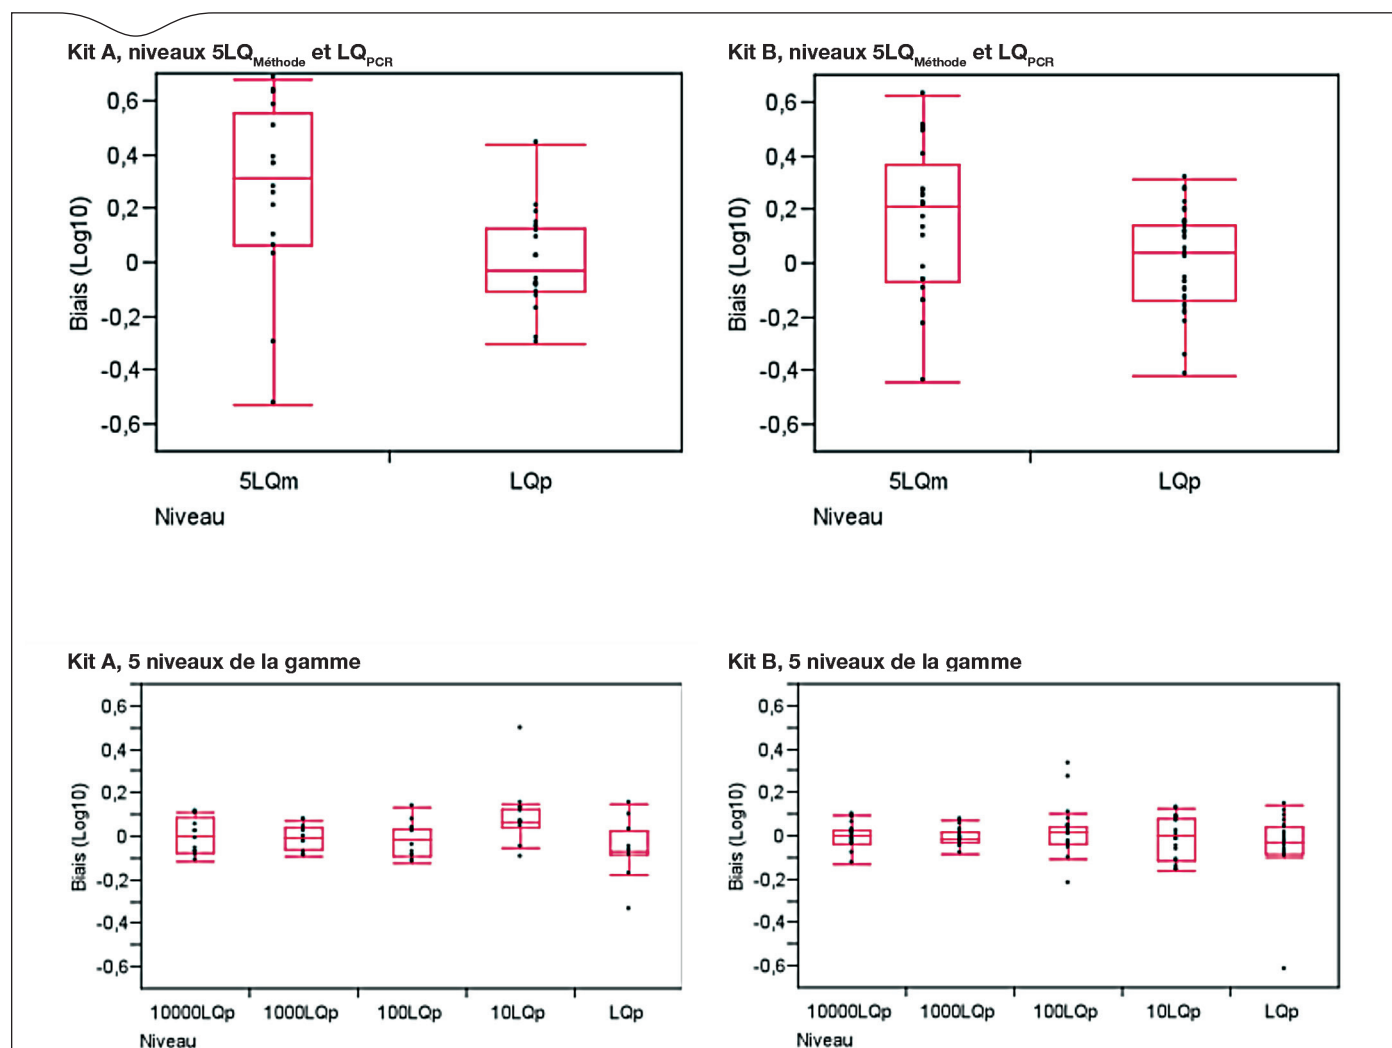 Kit A, niveaux 5LQMéthode et LQPCR
0,6
0,4
0,2
0
-0,2
-0,4
-0,6
Biais (Log10)
5LQm LQp
Niveau
Kit B, niveaux 5LQMéthode et LQPCR
0,6
0,4
0,2
0
-0,2
-0,4
-0,6
Biais (Log10)
5LQm LQp
Niveau
Kit A, 5 niveaux de la gamme
0,6
0,4
0,2
0
-0,2
-0,4
-0,6
Biais (Log10)
10000LQp 1000LQp 100LQp 10LQp LQp
Niveau
Kit B, 5 niveaux de la gamme
0,6
0,4
0,2
0
-0,2
-0,4
-0,6
Biais (Log10)
10000LQp 1000LQp 100LQp 10LQp LQp
Niveau